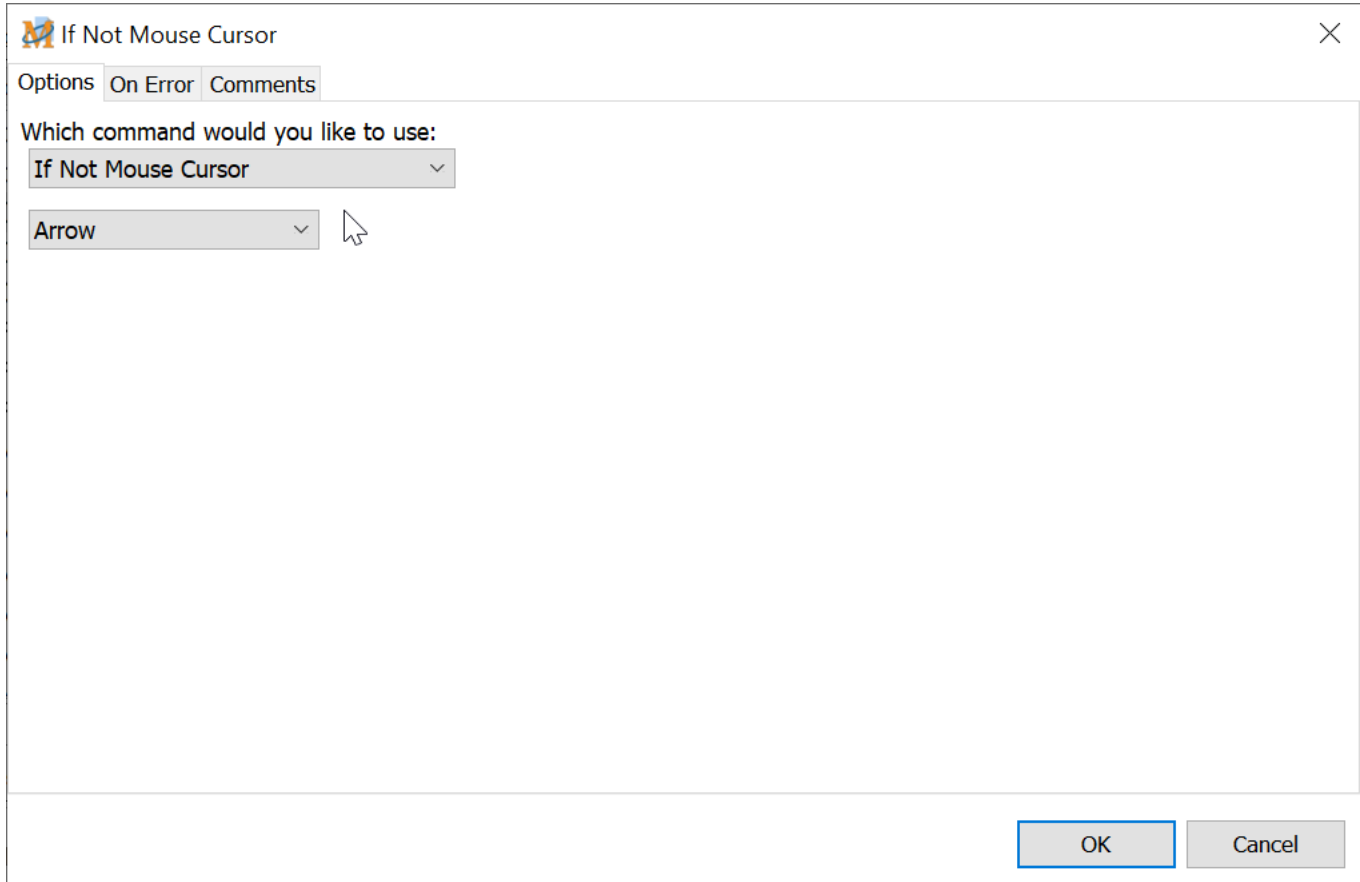 If Not Mouse Cursor
Options On Error Comments
Which command would you like to use:
If Not Mouse Cursor
Arrow
OK Cancel